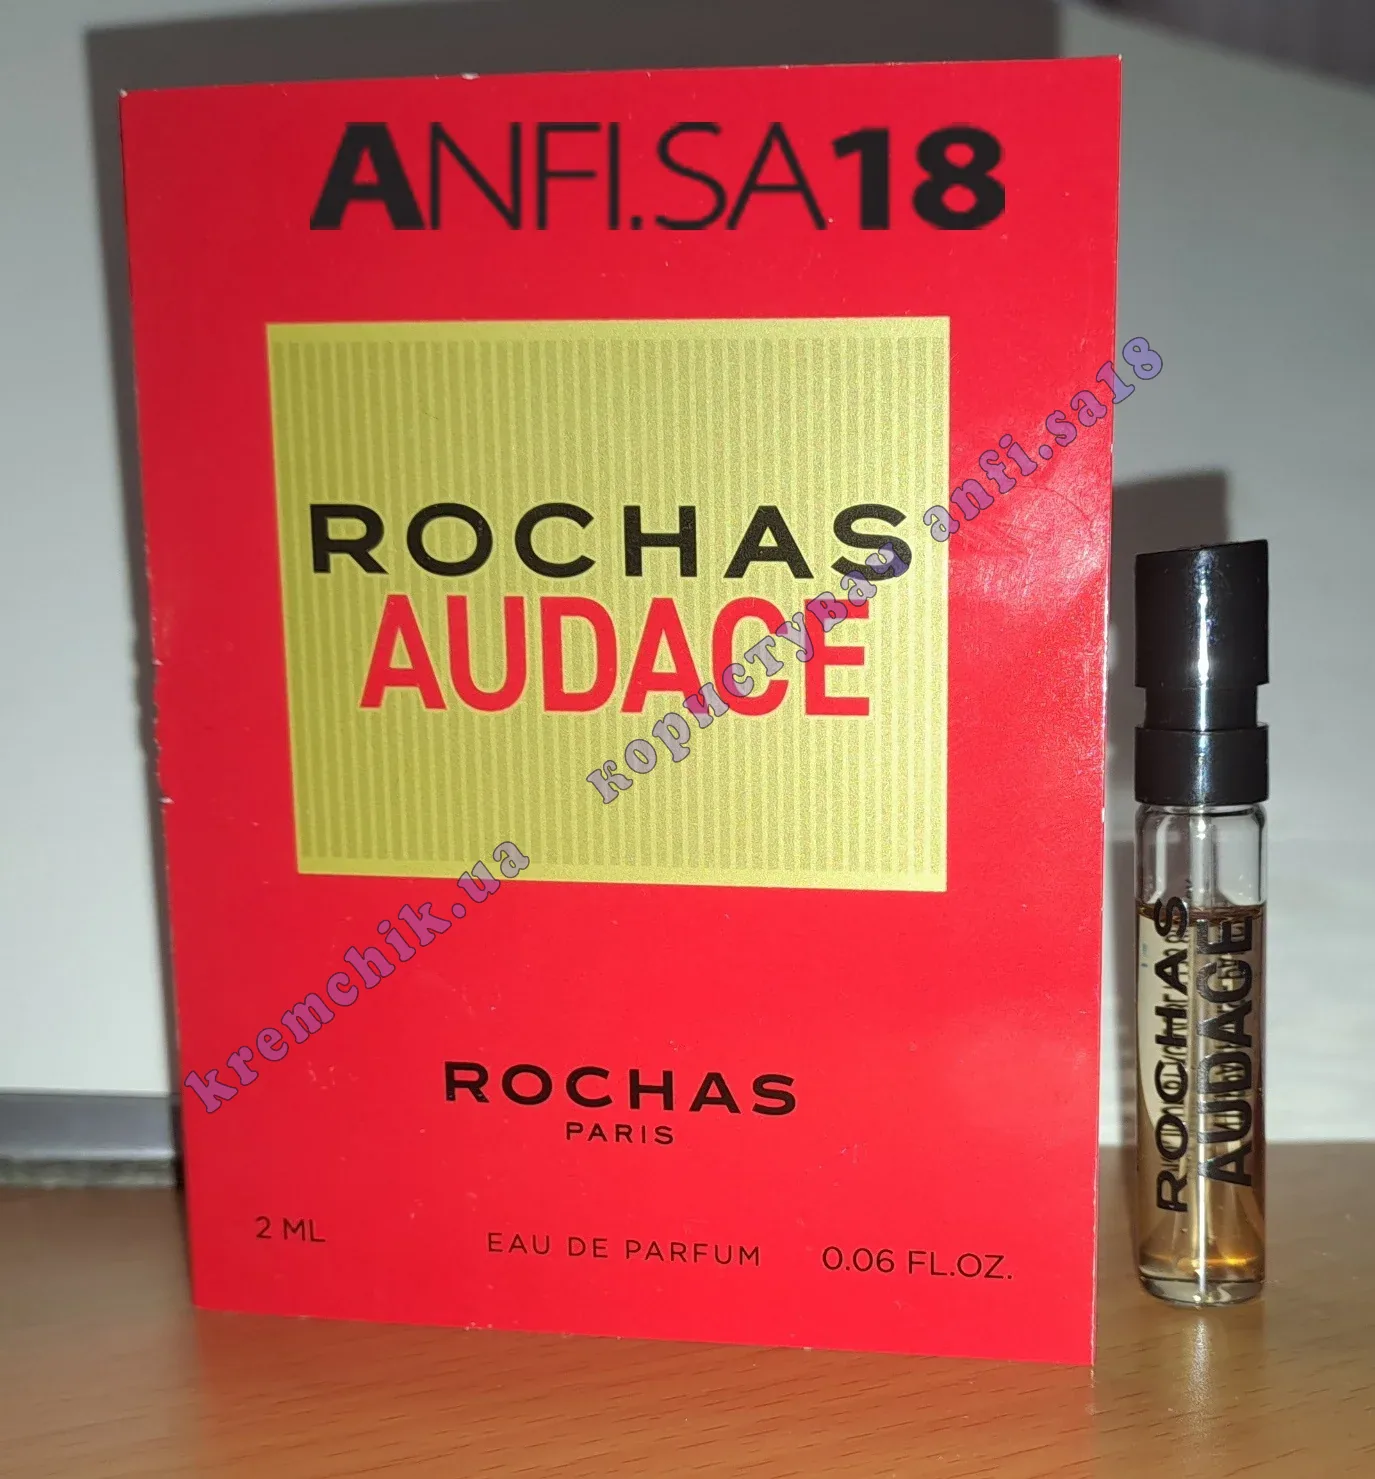 ANFI.SA18
ROCHAS
AUDACE
користувач anfi.sa18
kremchik.ua
ROCHAS
PARIS
2 ML
EAU DE PARFUM
0.06 FL.OZ.
ROCHAS
AUDACE